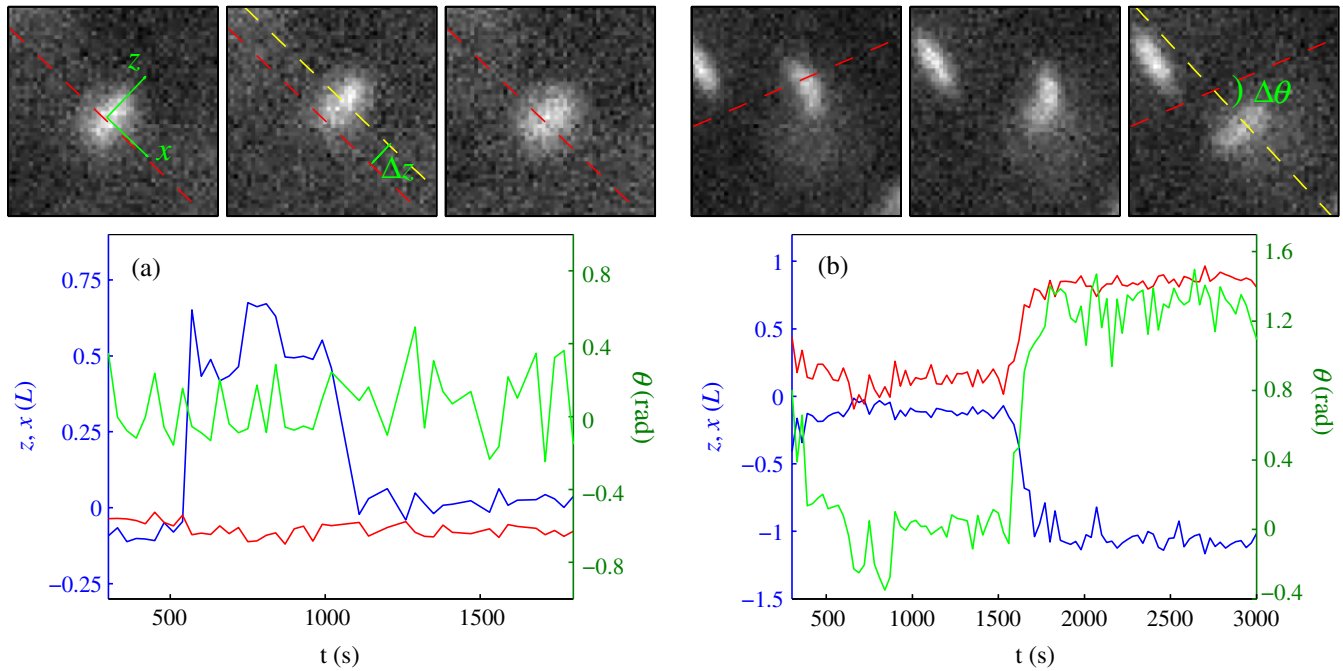 z
x
Δz
) Δθ
(a)
0.75
0.5
0.25
0
−0.25
z, x (L)
0.8
0.4
0
−0.4
−0.8
θ (rad)
500 1000 1500
t (s)
(b)
1
0.5
0
−0.5
−1
−1.5
z, x (L)
1.6
1.2
0.8
0.4
0
−0.4
θ (rad)
500 1000 1500 2000 2500 3000
t (s)